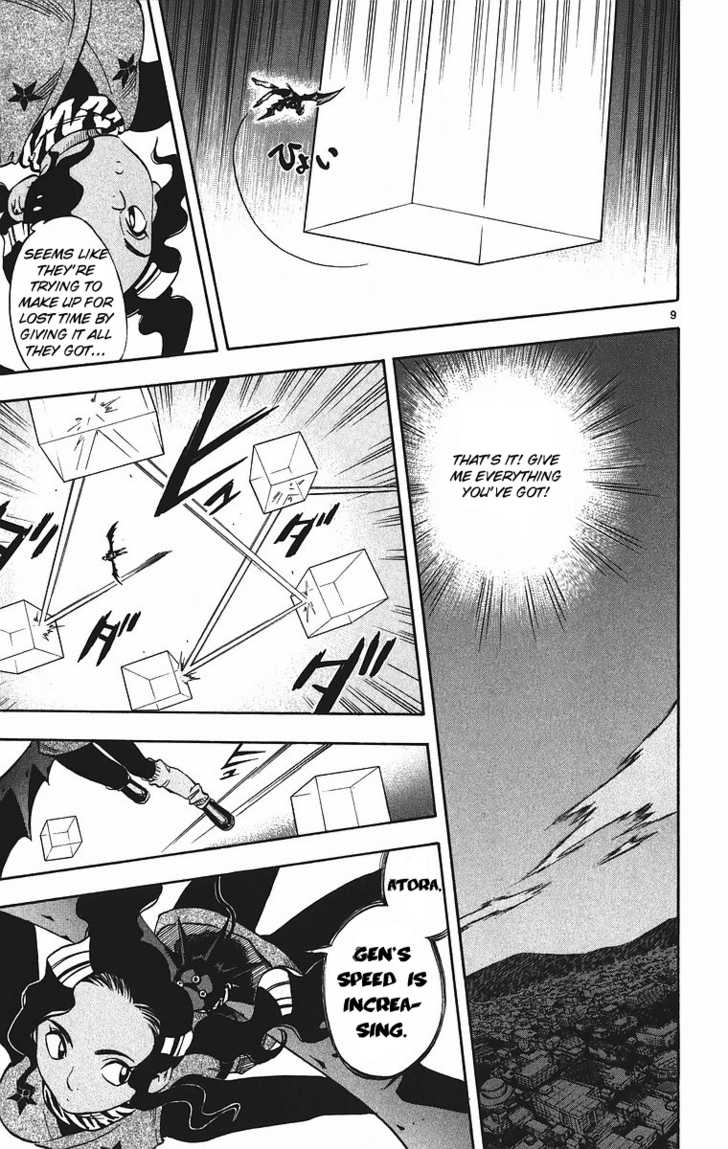 ひょい
9
SEEMS LIKE
THEY'RE
TRYING TO
MAKE UP FOR
LOST TIME BY
GIVING IT ALL
THEY GOT...
THAT'S IT! GIVE
ME EVERYTHING
YOU'VE GOT!
ダ
ダ
ダ
ATORA.
GEN'S
SPEED IS
INCREA-
SING.